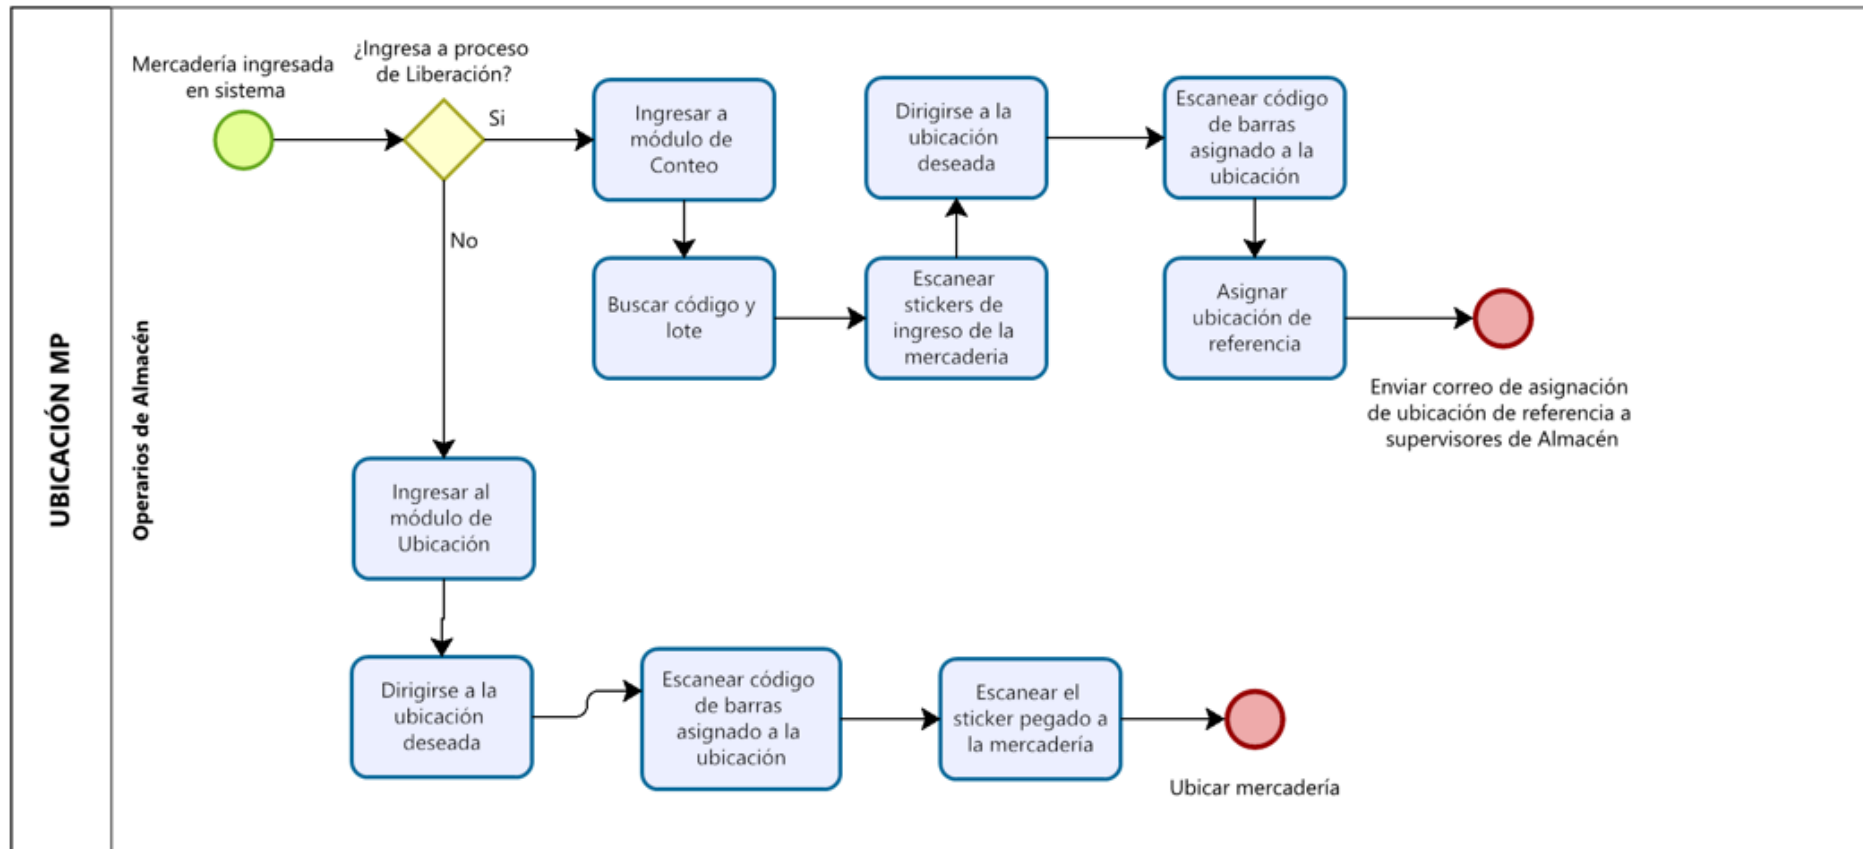 UBICACIÓN MP
Operarios de Almacén
Mercadería ingresada
en sistema
¿Ingresa a proceso
de Liberación?
Si
No
Ingresar a
módulo de
Conteo
Buscar código y
lote
Escanear
stickers de
ingreso de la
mercaderia
Dirigirse a la
ubicación
deseada
Escanear código
de barras
asignado a la
ubicación
Asignar
ubicación de
referencia
Enviar correo de asignación
de ubicación de referencia a
supervisores de Almacén
Ingresar al
módulo de
Ubicación
Dirigirse a la
ubicación
deseada
Escanear código
de barras
asignado a la
ubicación
Escanear el
sticker pegado a
la mercadería
Ubicar mercadería